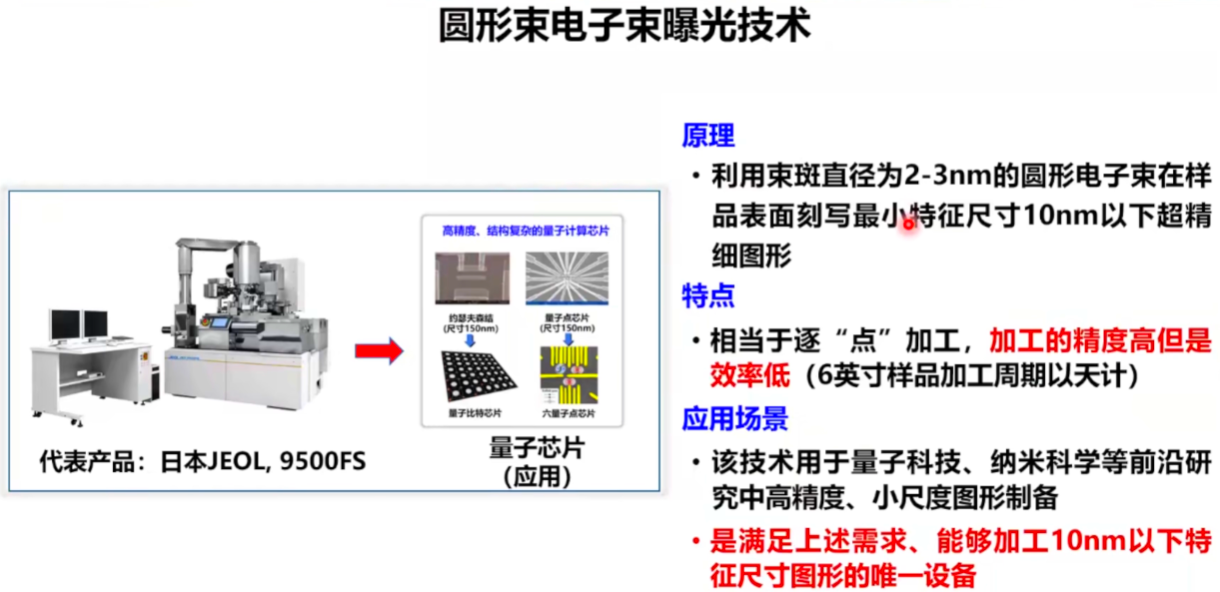 圆形束电子束曝光技术
高精度、结构复杂的量子计算芯片
约瑟夫森结
(尺寸150nm)
量子点芯片
(尺寸150nm)
量子比特芯片
六量子点芯片
代表产品：日本JEOL, 9500FS
量子芯片
（应用）
原理
• 利用束斑直径为2-3nm的圆形电子束在样
品表面刻写最小特征尺寸10nm以下超精
细图形
特点
• 相当于逐“点”加工，加工的精度高但是
效率低（6英寸样品加工周期以天计）
应用场景
• 该技术用于量子科技、纳米科学等前沿研
究中高精度、小尺度图形制备
• 是满足上述需求、能够加工10nm以下特
征尺寸图形的唯一设备